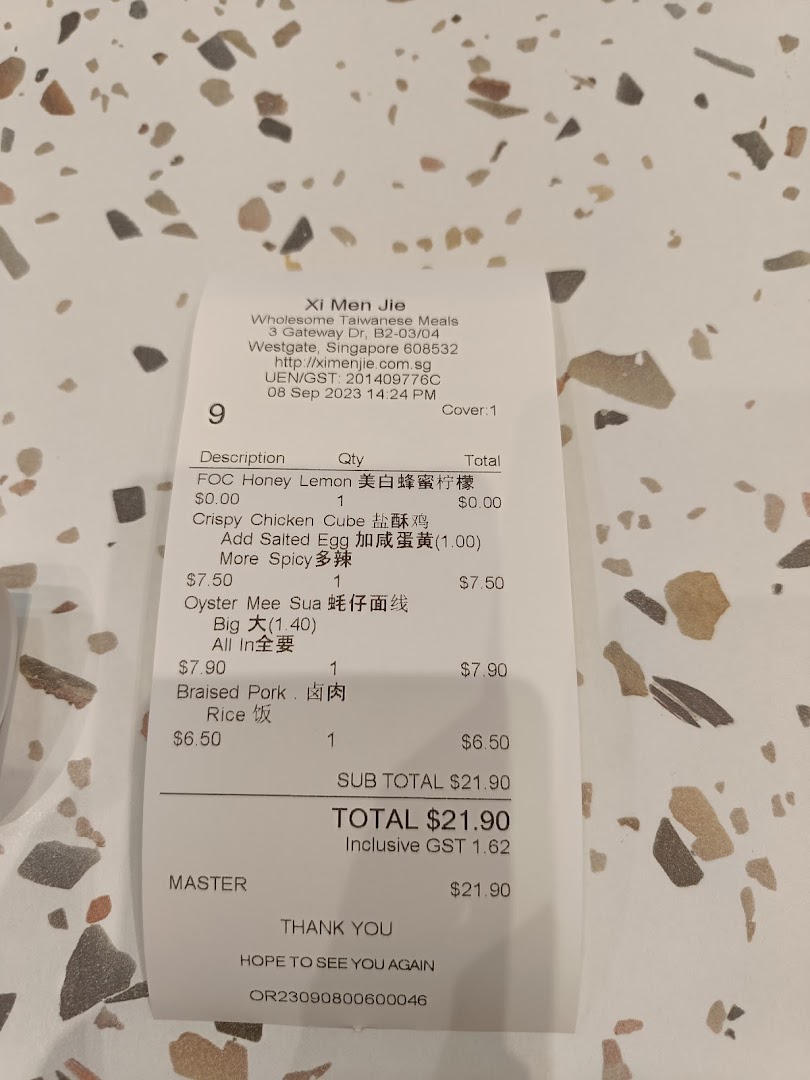 Xi Men Jie
Wholesome Taiwanese Meals
3 Gateway Dr, B2-03/04
Westgate, Singapore 608532
http://ximenjie.com.sg
UEN/GST: 201409776C
08 Sep 2023 14:24 PM
9 Cover:1
Description Qty Total
FOC Honey Lemon 美白蜂蜜柠檬
$0.00 1 $0.00
Crispy Chicken Cube 盐酥鸡
Add Salted Egg 加咸蛋黄(1.00)
More Spicy多辣
$7.50 1 $7.50
Oyster Mee Sua 蚝仔面线
Big 大(1.40)
All In全要
$7.90 1 $7.90
Braised Pork . 卤肉
Rice 饭
$6.50 1 $6.50
SUB TOTAL $21.90
TOTAL $21.90
Inclusive GST 1.62
MASTER $21.90
THANK YOU
HOPE TO SEE YOU AGAIN
OR23090800600046